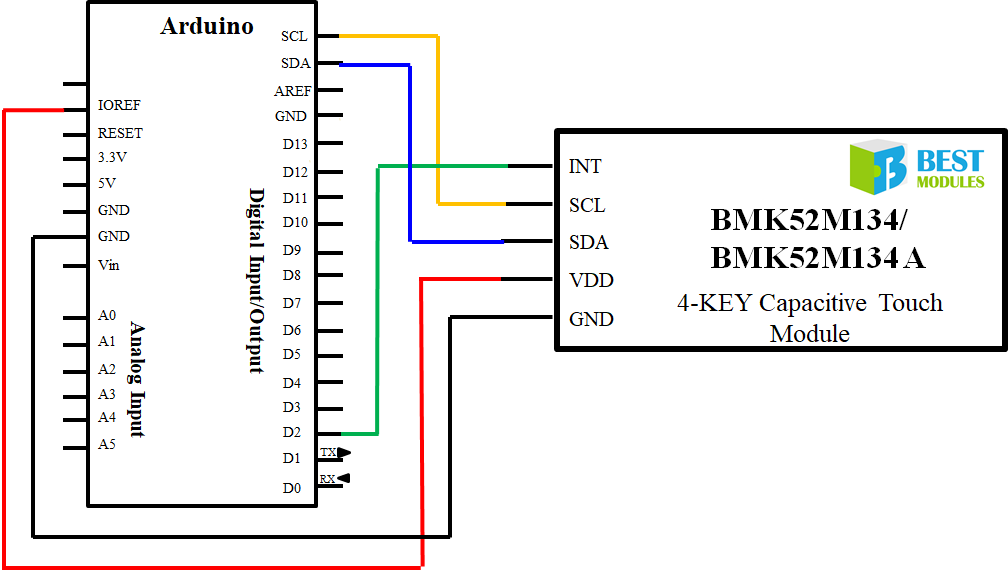 Arduino
SCL
SDA
AREF
GND
D13
D12
D11
D10
D9
D8
D7
D6
D5
D4
D3
D2
D1
TX
D0
RX
IOREF
RESET
3.3V
5V
GND
GND
Vin
A0
A1
A2
A3
A4
A5
Analog Input
Digital Input/Output
INT
SCL
SDA
VDD
GND
BEST
MODULES
BMK52M134/
BMK52M134A
4-KEY Capacitive Touch
Module